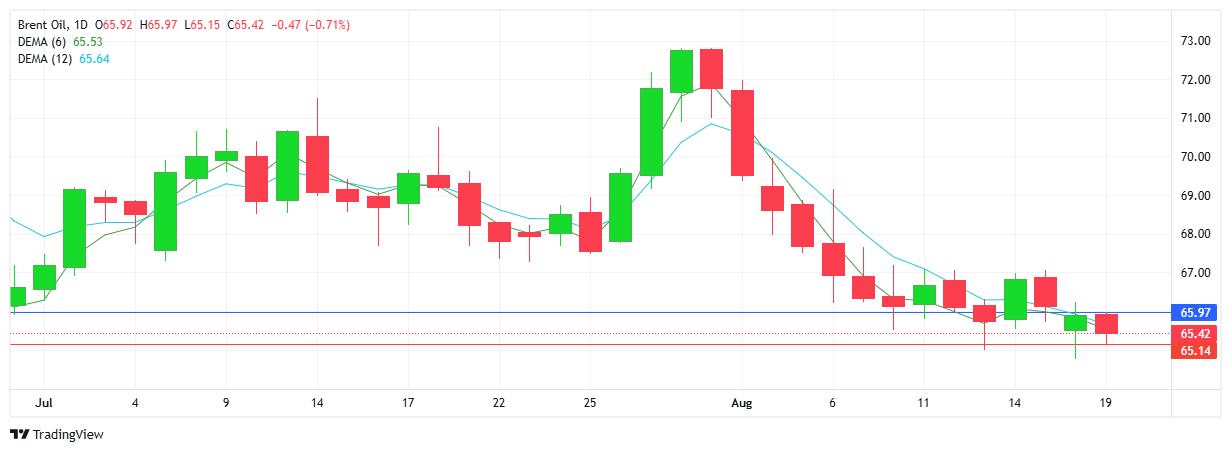 Brent Oil, 1D O65.92 H65.97 L65.15 C65.42 −0.47 (−0.71%)
DEMA (6) 65.53
DEMA (12) 65.64
73.00
72.00
71.00
70.00
69.00
68.00
67.00
65.97
65.42
65.14
Jul 4 9 14 17 22 25 Aug 6 11 14 19
TradingView